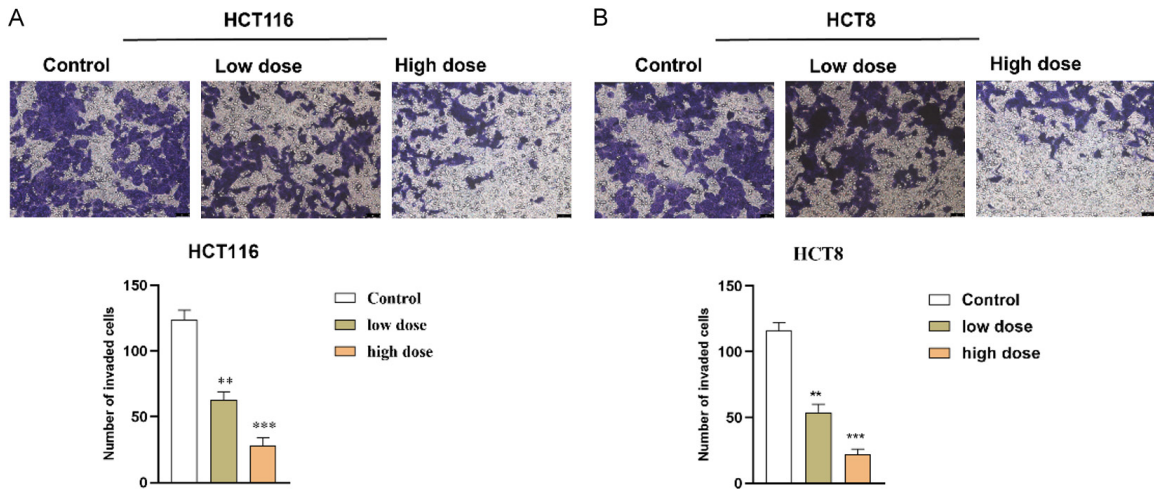 A
HCT116
Control
Low dose
High dose
HCT116
Number of invaded cells
150
100
50
0
**
***
Control
low dose
high dose
B
HCT8
Control
Low dose
High dose
HCT8
Number of invaded cells
150
100
50
0
**
***
Control
low dose
high dose